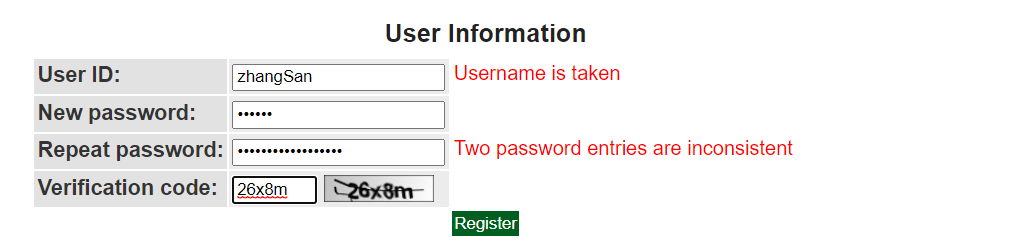 User Information
User ID: zhangSan Username is taken
New password: ••••••
Repeat password: •••••••••••••••••• Two password entries are inconsistent
Verification code: 26x8m 26x8m
Register